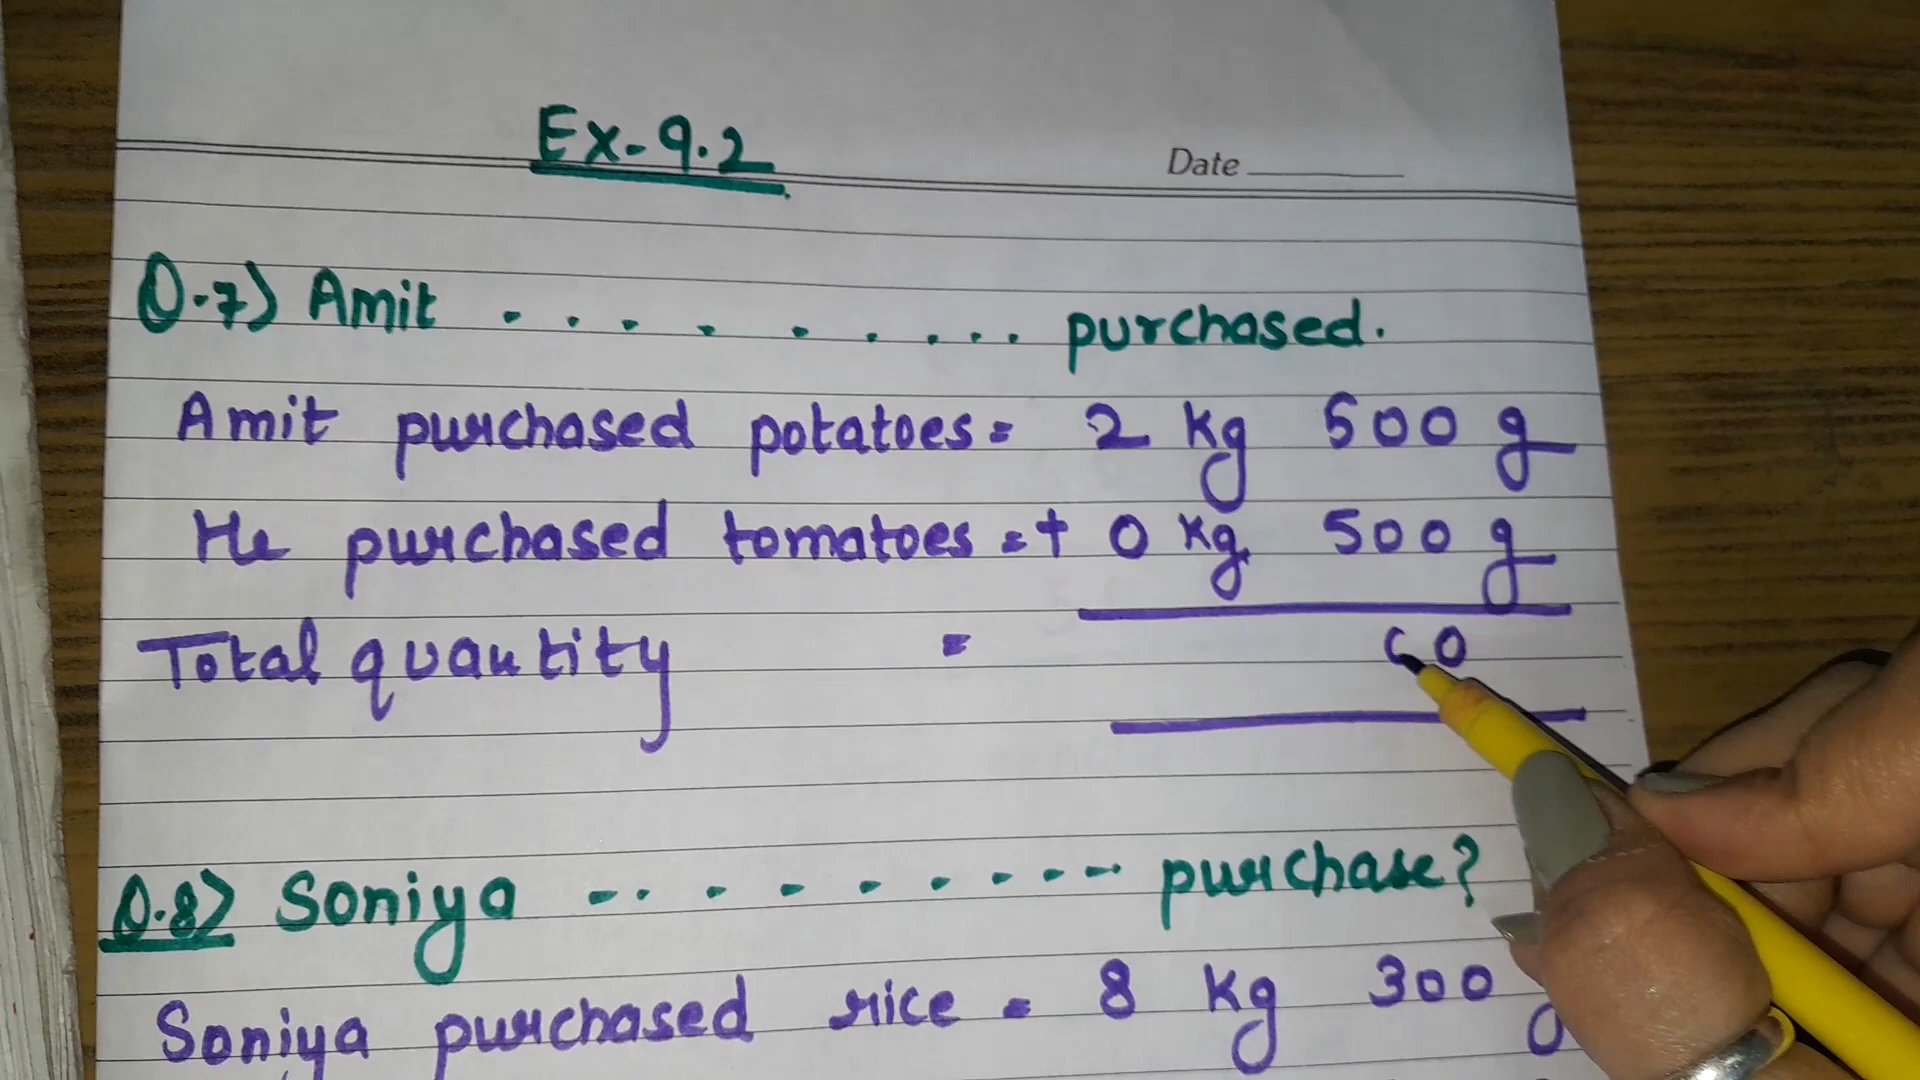 Ex-9.2
Date
Q.7) Amit .......... purchased.
Amit purchased potatoes = 2 kg 500 g
He purchased tomatoes = + 0 kg 500 g
Total quantity = 0
Q.8) Soniya --------- purchase?
Soniya purchased rice = 8 kg 300 g